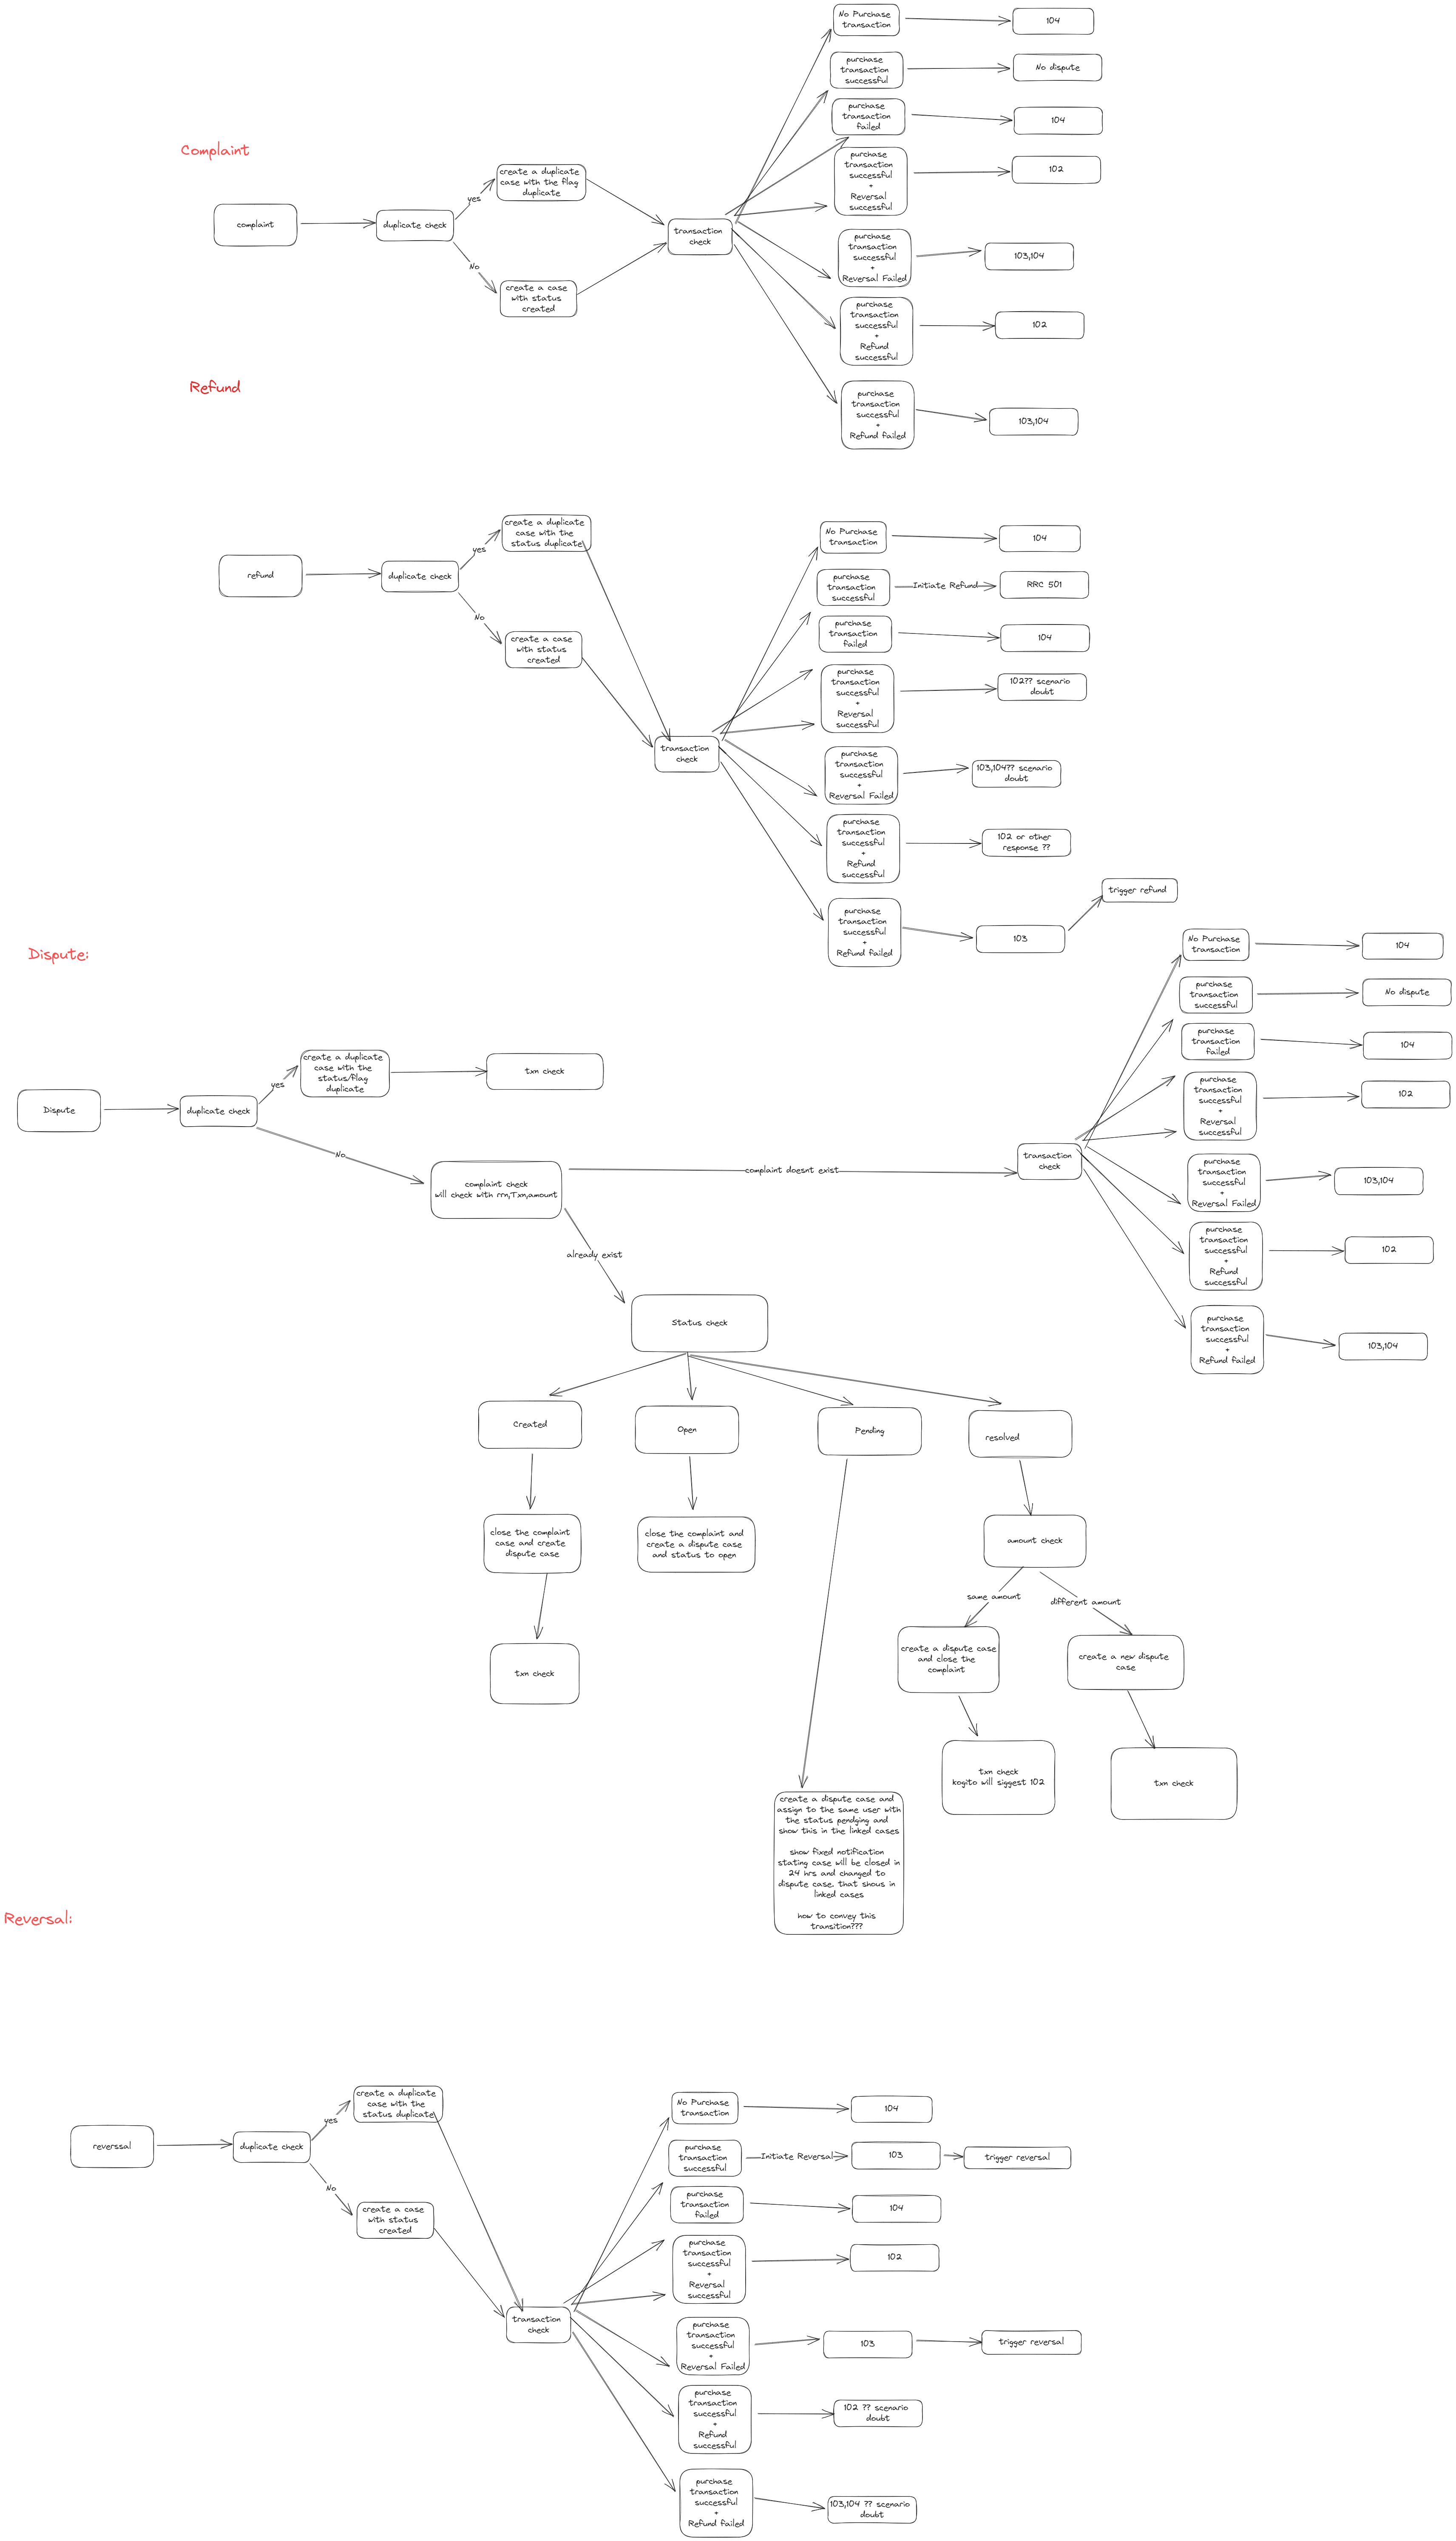 Complaint
complaint
duplicate check
yes
No
create a duplicate
case with the flag
duplicate
create a case
with status
created
transaction
check
No Purchase
transaction
104
purchase
transaction
successful
No dispute
purchase
transaction
failed
104
purchase
transaction
successful
+
Reversal
successful
102
purchase
transaction
successful
+
Reversal Failed
103,104
purchase
transaction
successful
+
Refund
successful
102
purchase
transaction
successful
+
Refund failed
103,104
Refund
refund
duplicate check
yes
No
create a duplicate
case with the
status duplicate
create a case
with status
created
transaction
check
No Purchase
transaction
104
purchase
transaction
successful
Initiate Refund
RRC 501
purchase
transaction
failed
104
purchase
transaction
successful
+
Reversal
successful
102?? scenario
doubt
purchase
transaction
successful
+
Reversal Failed
103,104?? scenario
doubt
purchase
transaction
successful
+
Refund
successful
102 or other
response ??
purchase
transaction
successful
+
Refund failed
103
trigger refund
Dispute:
Dispute
duplicate check
yes
No
create a duplicate
case with the
status/flag
duplicate
txn check
complaint check
will check with rrn,Txn,amount
complaint doesnt exist
already exist
transaction
check
No Purchase
transaction
104
purchase
transaction
successful
No dispute
purchase
transaction
failed
104
purchase
transaction
successful
+
Reversal
successful
102
purchase
transaction
successful
+
Reversal Failed
103,104
purchase
transaction
successful
+
Refund
successful
102
purchase
transaction
successful
+
Refund failed
103,104
Status check
Created
Open
Pending
resolved
close the complaint
case and create
dispute case
txn check
close the complaint and
create a dispute case
and status to open
amount check
same amount
different amount
create a dispute case
and close the
complaint
create a new dispute
case
txn check
kogito will siggest 102
txn check
create a dispute case and
assign to the same user with
the status pendging and
show this in the linked cases
show fixed notification
stating case will be closed in
24 hrs and changed to
dispute case. that shous in
linked cases
how to convey this
transition???
Reversal:
reverssal
duplicate check
yes
No
create a duplicate
case with the
status duplicate
create a case
with status
created
transaction
check
No Purchase
transaction
104
purchase
transaction
successful
Initiate Reversal
103
trigger reversal
purchase
transaction
failed
104
purchase
transaction
successful
+
Reversal
successful
102
purchase
transaction
successful
+
Reversal Failed
103
trigger reversal
purchase
transaction
successful
+
Refund
successful
102 ?? scenario
doubt
purchase
transaction
successful
+
Refund failed
103,104 ?? scenario
doubt